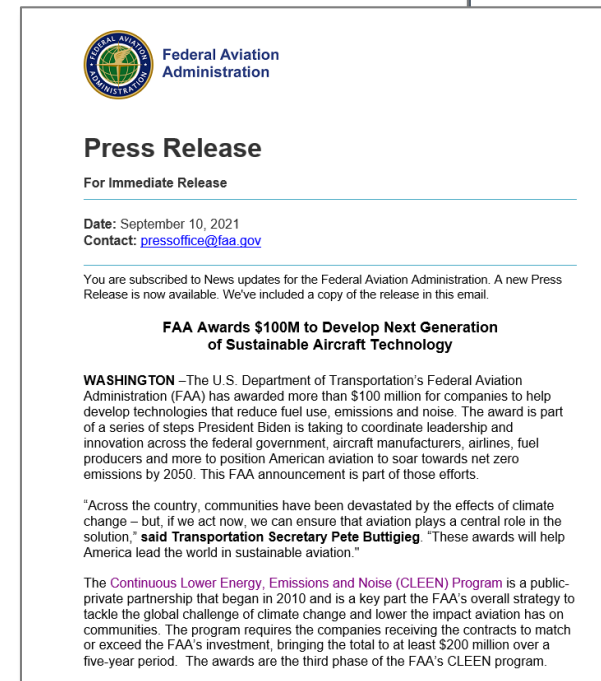 FEDERAL AVIATION
ADMINISTRATION
Federal Aviation
Administration
Press Release
For Immediate Release
Date: September 10, 2021
Contact: pressoffice@faa.gov
You are subscribed to News updates for the Federal Aviation Administration. A new Press
Release is now available. We've included a copy of the release in this email.
FAA Awards $100M to Develop Next Generation
of Sustainable Aircraft Technology
WASHINGTON –The U.S. Department of Transportation's Federal Aviation
Administration (FAA) has awarded more than $100 million for companies to help
develop technologies that reduce fuel use, emissions and noise. The award is part
of a series of steps President Biden is taking to coordinate leadership and
innovation across the federal government, aircraft manufacturers, airlines, fuel
producers and more to position American aviation to soar towards net zero
emissions by 2050. This FAA announcement is part of those efforts.
“Across the country, communities have been devastated by the effects of climate
change – but, if we act now, we can ensure that aviation plays a central role in the
solution,” said Transportation Secretary Pete Buttigieg. “These awards will help
America lead the world in sustainable aviation."
The Continuous Lower Energy, Emissions and Noise (CLEEN) Program is a public-
private partnership that began in 2010 and is a key part the FAA's overall strategy to
tackle the global challenge of climate change and lower the impact aviation has on
communities. The program requires the companies receiving the contracts to match
or exceed the FAA's investment, bringing the total to at least $200 million over a
five-year period.  The awards are the third phase of the FAA's CLEEN program.